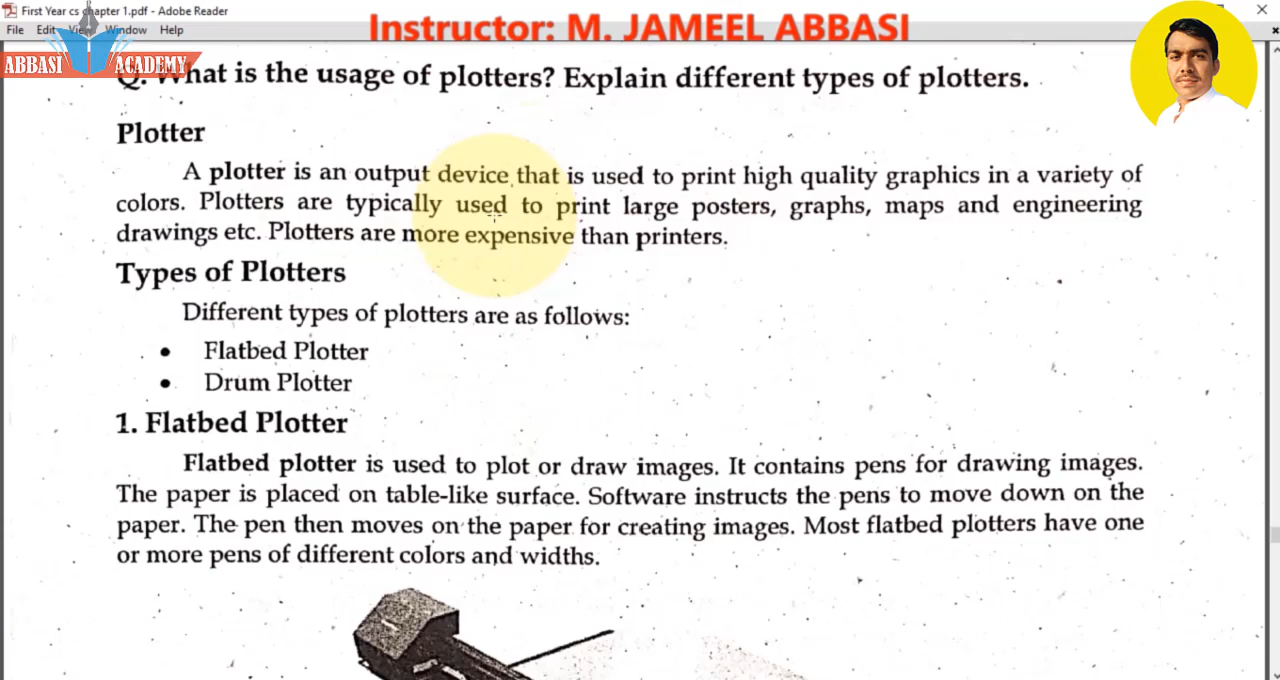 First Year cs chapter 1.pdf - Adobe Reader
Instructor: M. JAMEEL ABBASI
File Edit View Window Help
ABBASI ACADEMY
Q. What is the usage of plotters? Explain different types of plotters.
Plotter
A plotter is an output device that is used to print high quality graphics in a variety of
colors. Plotters are typically used to print large posters, graphs, maps and engineering
drawings etc. Plotters are more expensive than printers.
Types of Plotters
Different types of plotters are as follows:
• Flatbed Plotter
• Drum Plotter
1. Flatbed Plotter
Flatbed plotter is used to plot or draw images. It contains pens for drawing images.
The paper is placed on table-like surface. Software instructs the pens to move down on the
paper. The pen then moves on the paper for creating images. Most flatbed plotters have one
or more pens of different colors and widths.